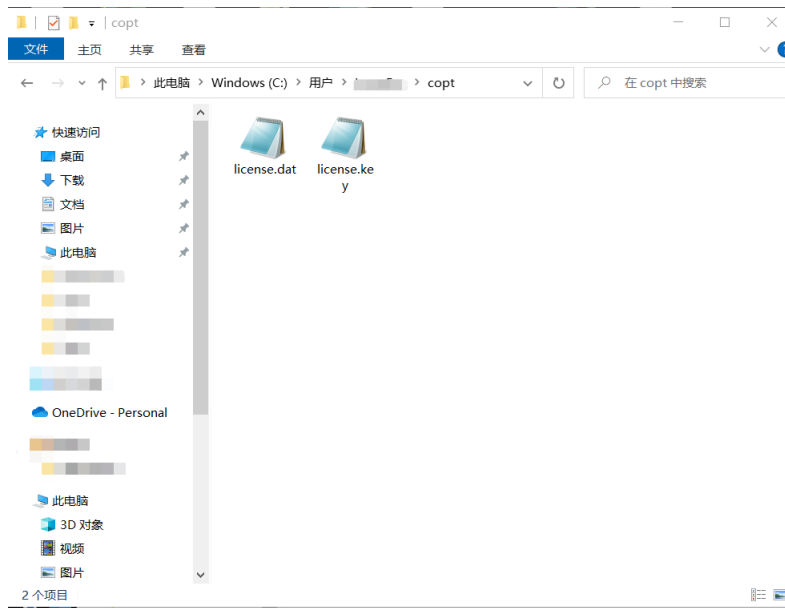 copt
文件 主页 共享 查看
此电脑 Windows (C:) 用户 copt
在 copt 中搜索
快速访问
桌面
下载
文档
图片
此电脑
OneDrive - Personal
此电脑
3D 对象
视频
图片
license.dat
license.ke
y
2 个项目